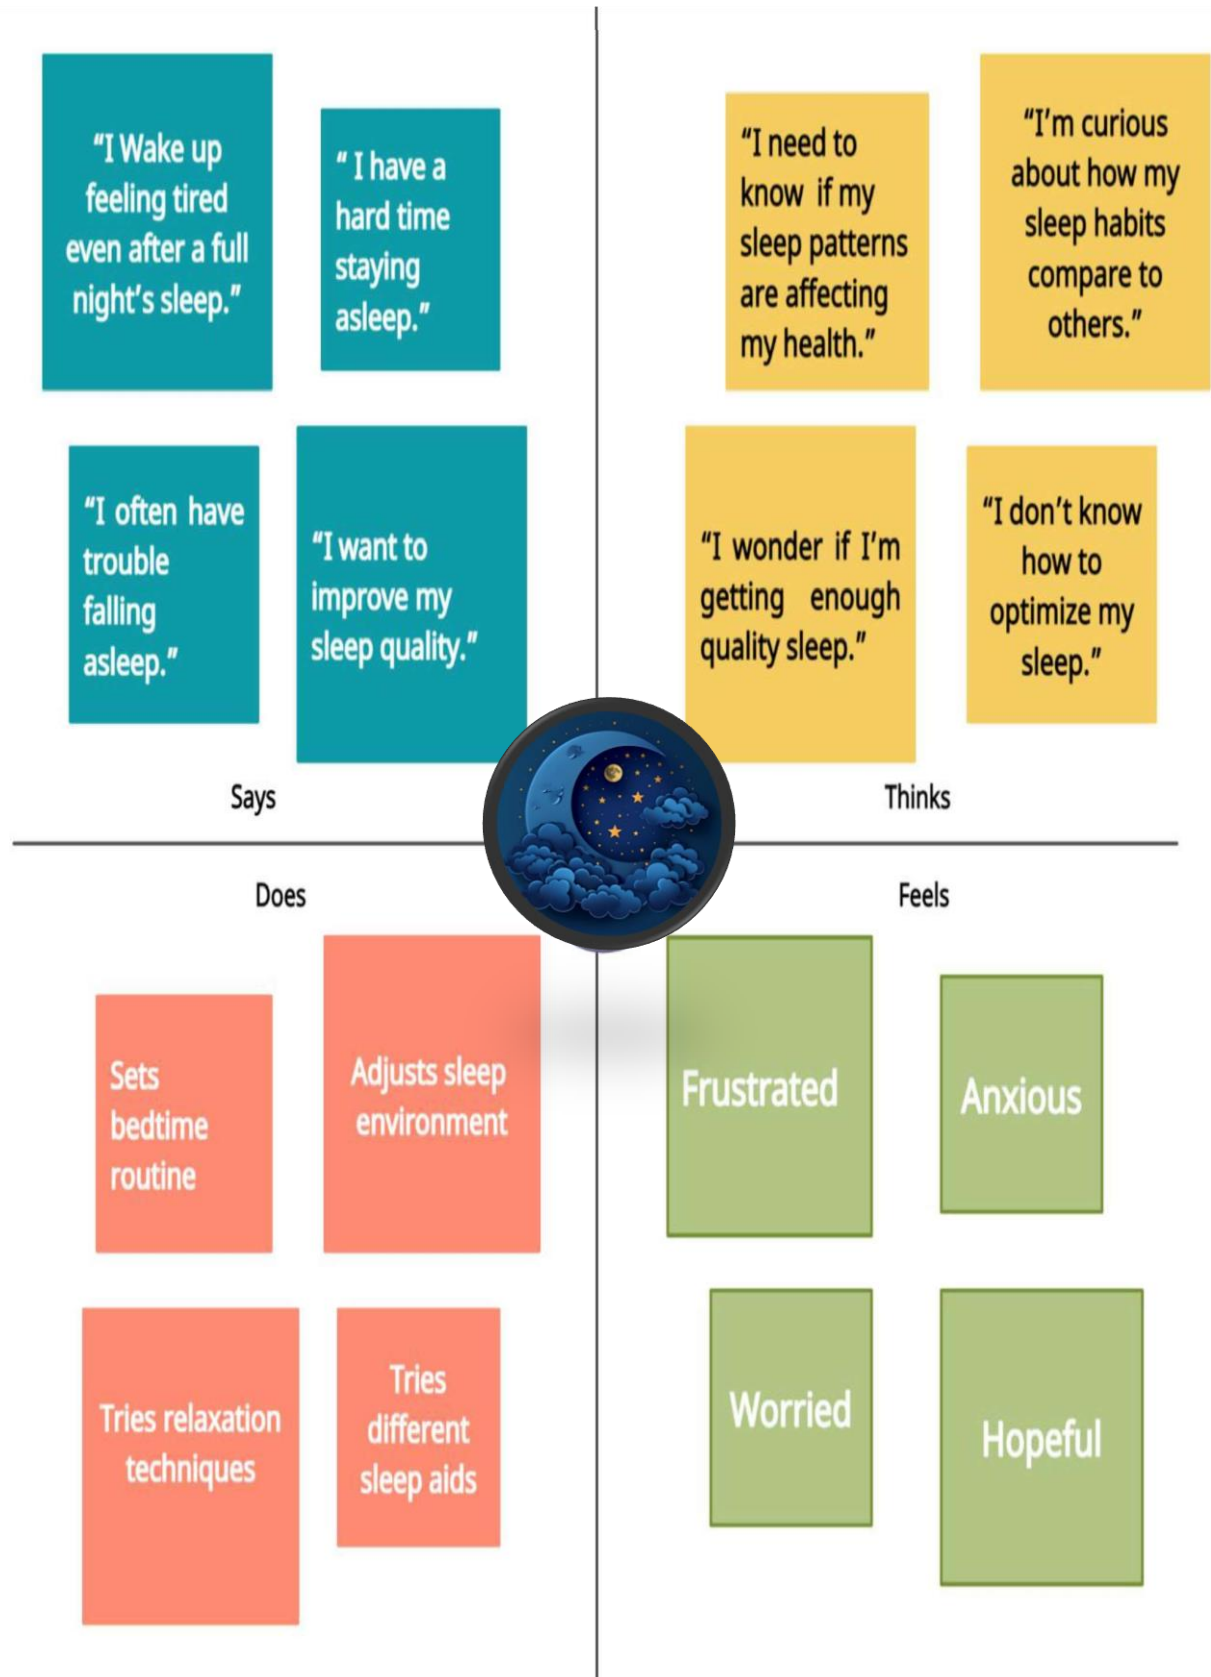 “I Wake up
feeling tired
even after a full
night’s sleep.”
“ I have a
hard time
staying
asleep.”
“I often have
trouble
falling
asleep.”
“I want to
improve my
sleep quality.”
Says
“I need to
know if my
sleep patterns
are affecting
my health.”
“I’m curious
about how my
sleep habits
compare to
others.”
“I wonder if I’m
getting enough
quality sleep.”
“I don’t know
how to
optimize my
sleep.”
Thinks
Does
Sets
bedtime
routine
Adjusts sleep
environment
Tries relaxation
techniques
Tries
different
sleep aids
Feels
Frustrated
Anxious
Worried
Hopeful